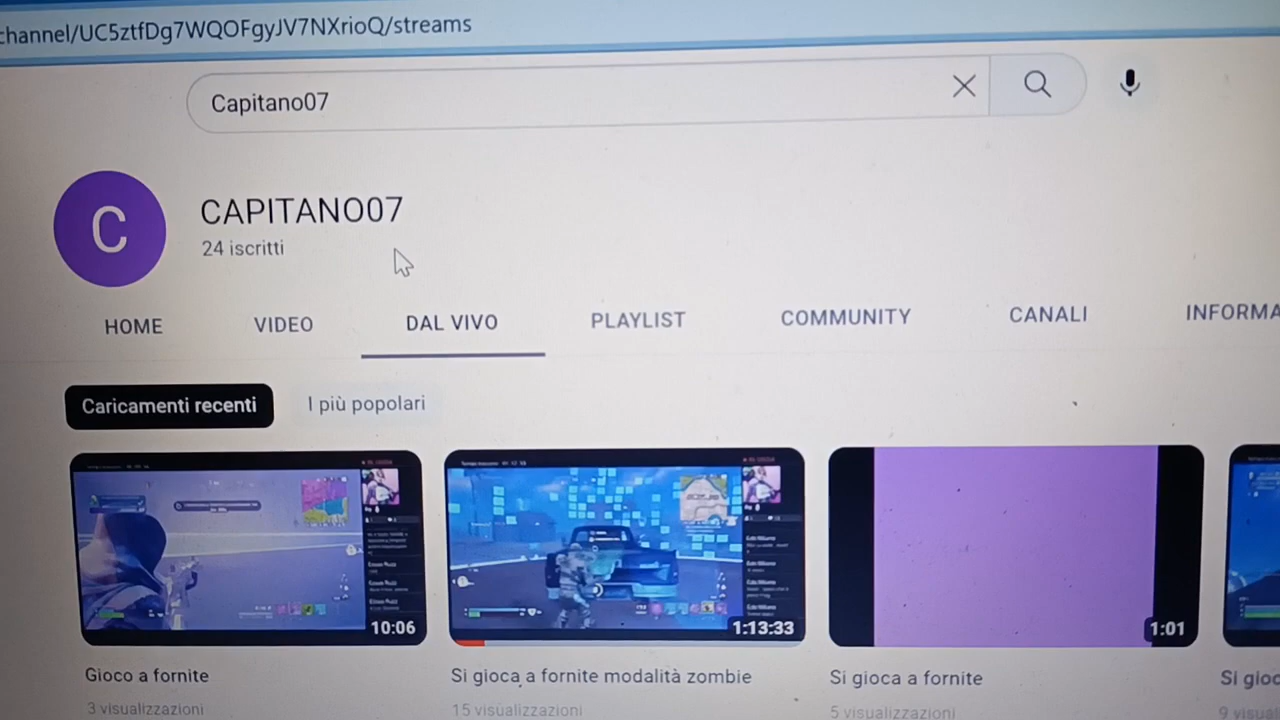 channel/UC5ztfDg7WQOFgyJV7NXrioQ/streams
Capitano07
C
CAPITANO07
24 iscritti
HOME VIDEO DAL VIVO PLAYLIST COMMUNITY CANALI INFORMA
Caricamenti recenti I più popolari
10:06 1:13:33 1:01
Gioco a fornite Si gioca a fornite modalità zombie Si gioca a fornite Si gioc
3 visualizzazioni 15 visualizzazioni 5 visualizzazioni 9 visualizzazioni